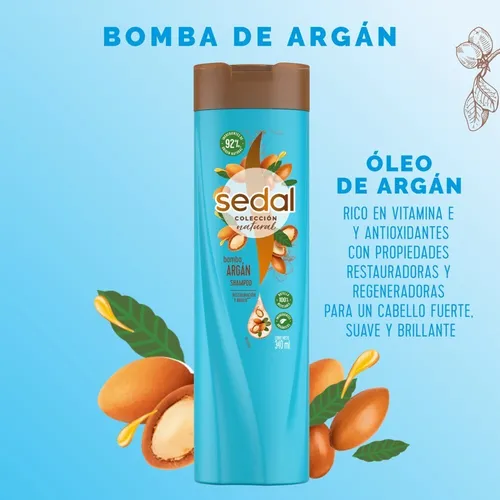 BOMBA DE ARGÁN
92%
sedal
COLECCIÓN
natural
bomba
ARGÁN
SHAMPOO
100%
340 ml
ÓLEO
DE ARGÁN
RICO EN VITAMINA E
Y ANTIOXIDANTES
CON PROPIEDADES
RESTAURADORAS Y
REGENERADORAS
PARA UN CABELLO FUERTE,
SUAVE Y BRILLANTE